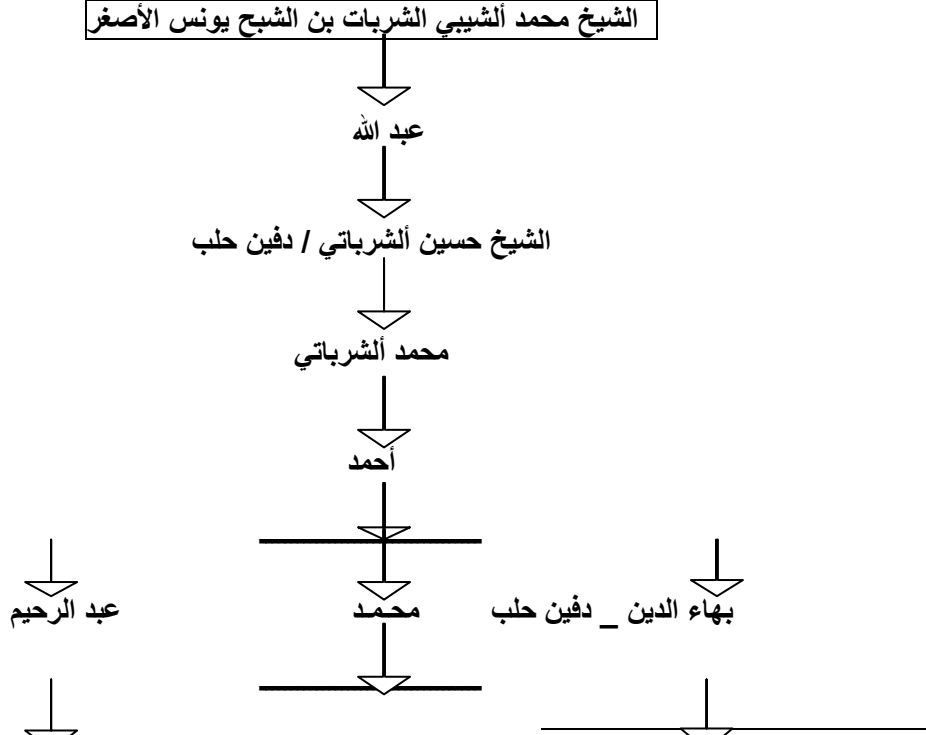 الشيخ محمد ألشيبي الشربات بن الشبح يونس الأصغر
عبد الله
الشيخ حسين ألشرباتي / دفين حلب
محمد ألشرباتي
أحمد
بهاء الدين _ دفين حلب محمد عبد الرحيم